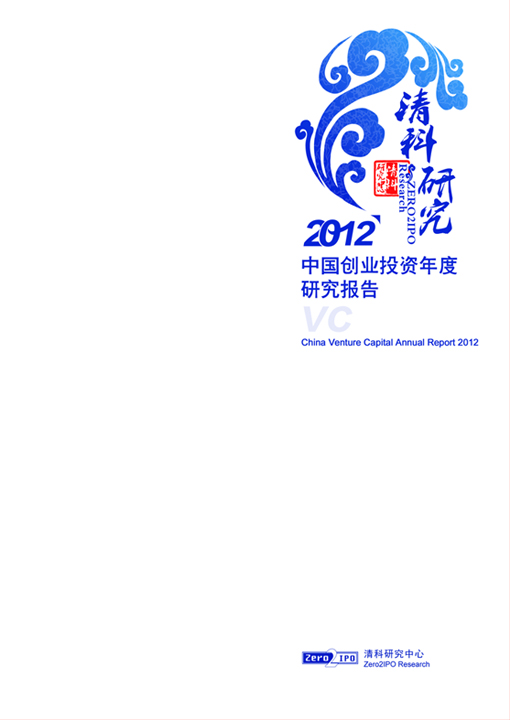 清科研究
ZERO2IPO
Research
2012
中国创业投资年度
研究报告
VC
China Venture Capital Annual Report 2012
Zero2IPO
清科研究中心
Zero2IPO Research